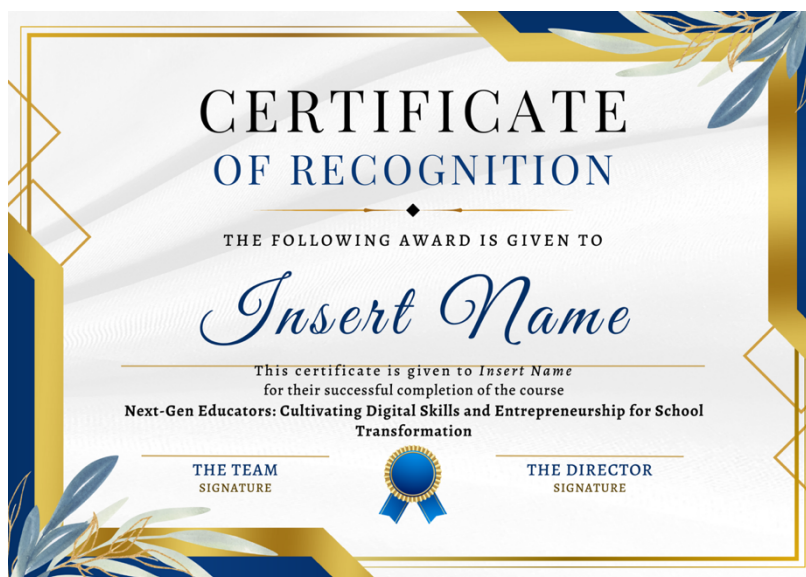 CERTIFICATE
OF RECOGNITION
THE FOLLOWING AWARD IS GIVEN TO
Insert Name
This certificate is given to Insert Name
for their successful completion of the course
Next-Gen Educators: Cultivating Digital Skills and Entrepreneurship for School
Transformation
THE TEAM
SIGNATURE
THE DIRECTOR
SIGNATURE